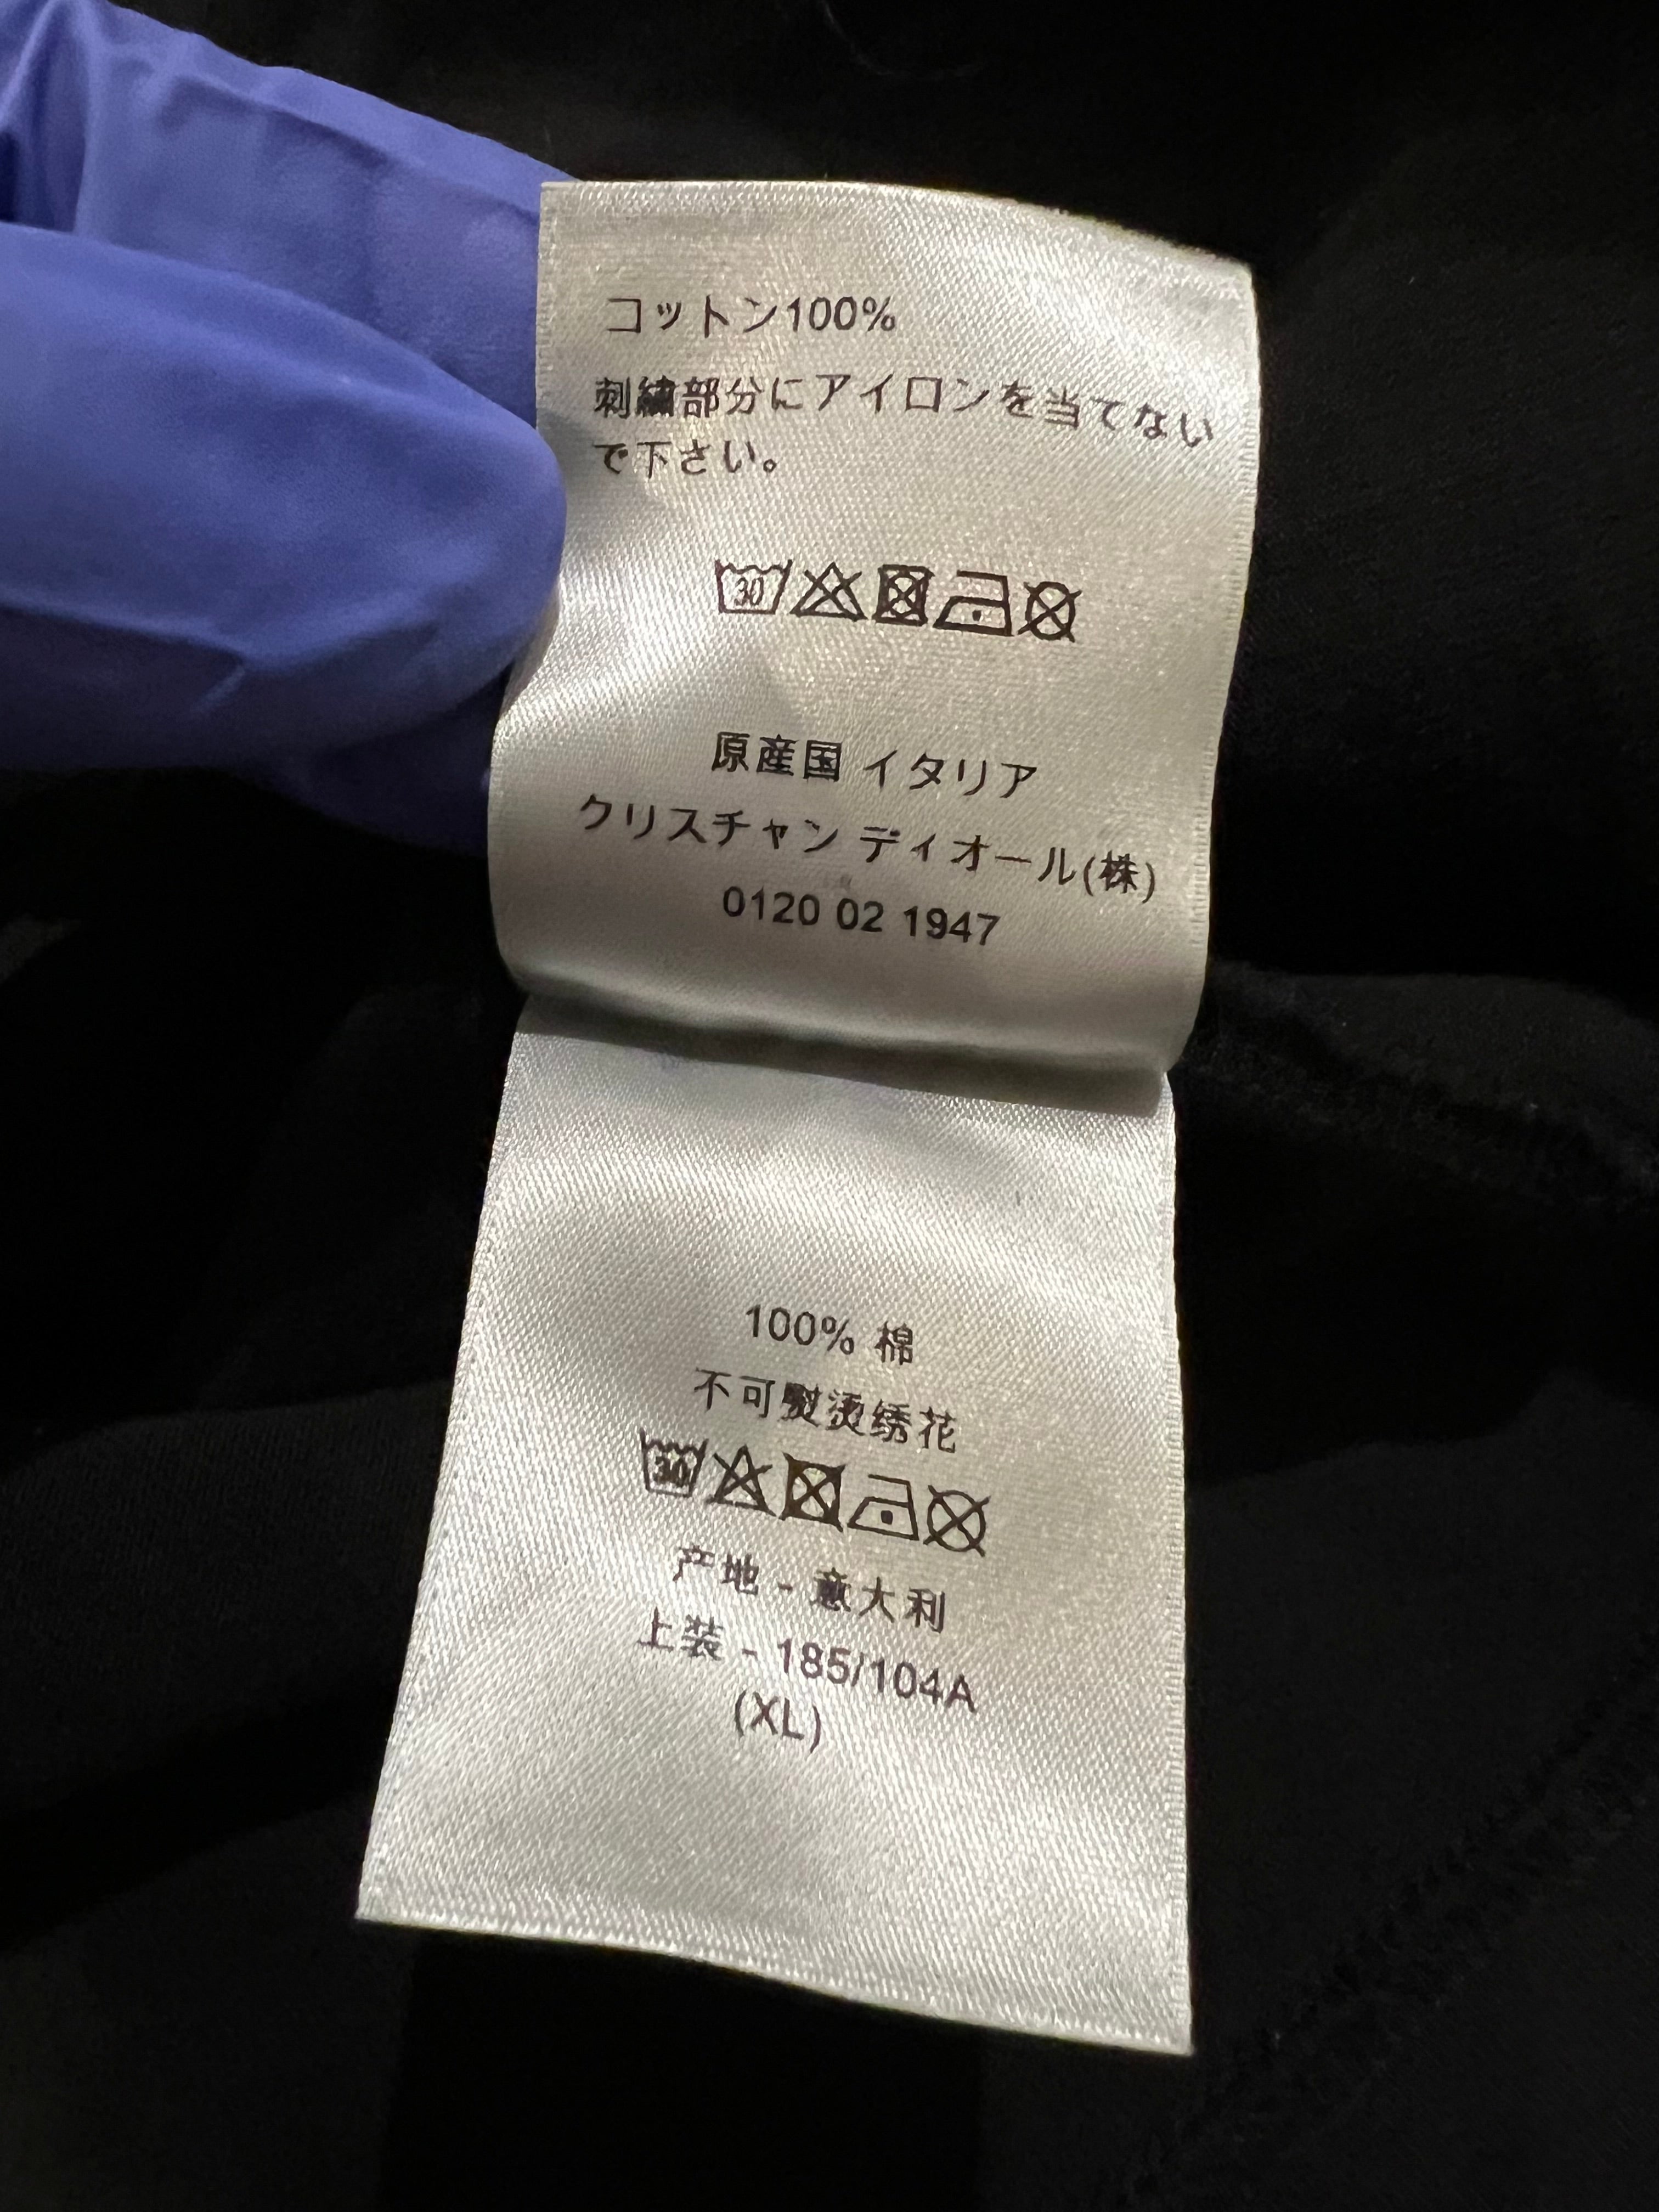 コットン100%
刺繍部分にアイロンを当てない
で下さい。
30
原産国 イタリア
クリスチャン ディオール(株)
0120 02 1947
100% 棉
不可熨烫绣花
30
产地 - 意大利
上装 - 185/104A
(XL)